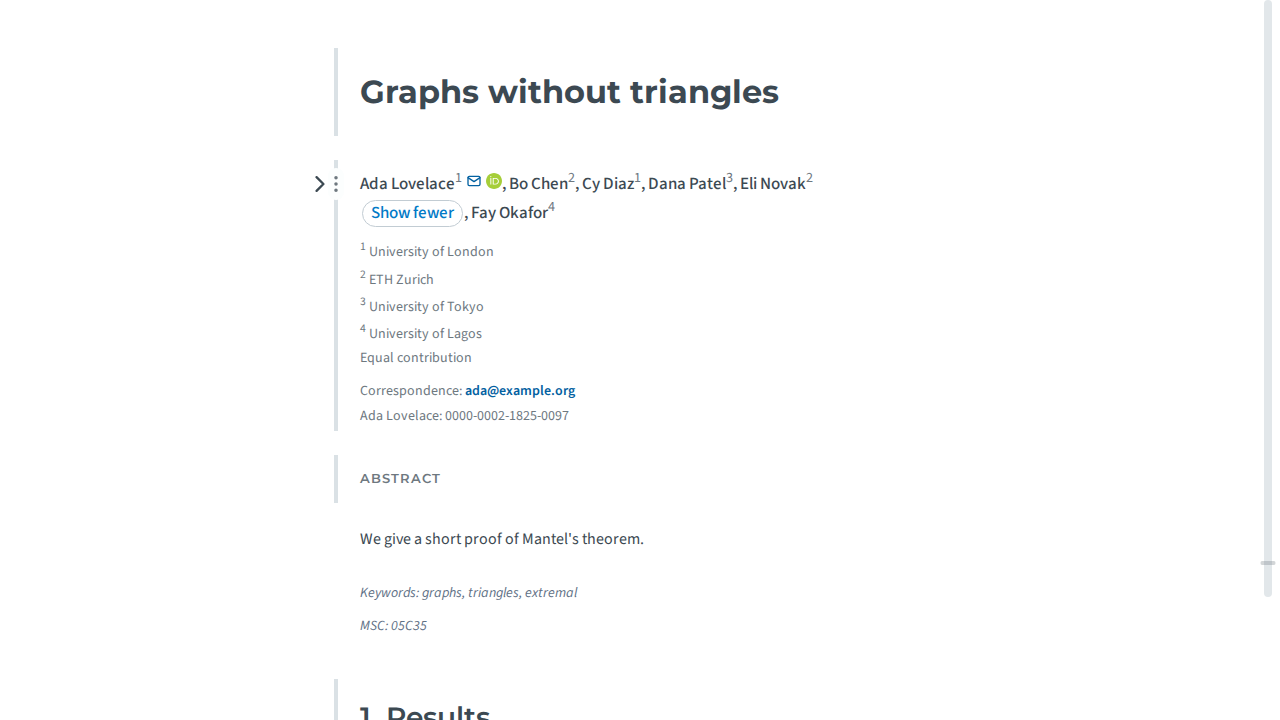 Graphs without triangles
Ada Lovelace1 iD, Bo Chen2, Cy Diaz1, Dana Patel3, Eli Novak2
Show fewer, Fay Okafor4
1 University of London
2 ETH Zurich
3 University of Tokyo
4 University of Lagos
Equal contribution
Correspondence: ada@example.org
Ada Lovelace: 0000-0002-1825-0097
ABSTRACT
We give a short proof of Mantel's theorem.
Keywords: graphs, triangles, extremal
MSC: 05C35
1. Results